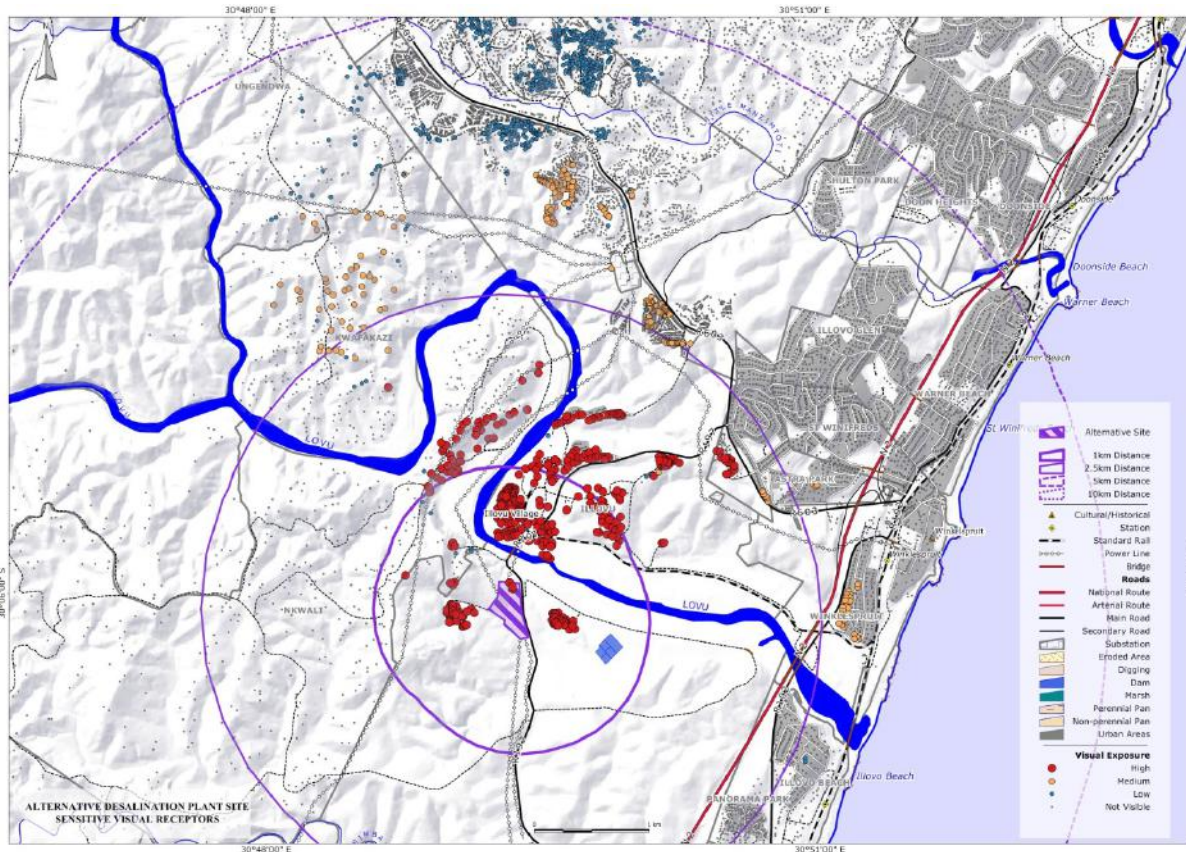 30°48'00" E
30°51'00" E
UNGENDWA
SHULTON PARK
DOON HEIGHTS
DOONSIDE
Doonside
Doonside Beach
Warner Beach
ILLOVO GLEN
KWAFAKAZI
Warner Beach
WARNER BEACH
LOVU
ST WINIFREDS
ASTRA PARK
Illovu Village
ILLOVU
Winklespruit
30°06'00" S
"NKWALI"
LOVU
WINKLESPRUIT
ILLOVO BEACH
Illovo Beach
PANORAMA PARK
Alternative Site
1km Distance
2.5km Distance
5km Distance
10km Distance
Cultural/Historical
Station
Standard Rail
Power Line
Bridge
Roads
National Route
Arterial Route
Main Road
Secondary Road
Substation
Eroded Area
Digging
Dam
Marsh
Perennial Pan
Non-perennial Pan
Urban Areas
Visual Exposure
High
Medium
Low
Not Visible
ALTERNATIVE DESALINATION PLANT SITE
SENSITIVE VISUAL RECEPTORS
0
1 km
30°48'00" E
30°51'00" E